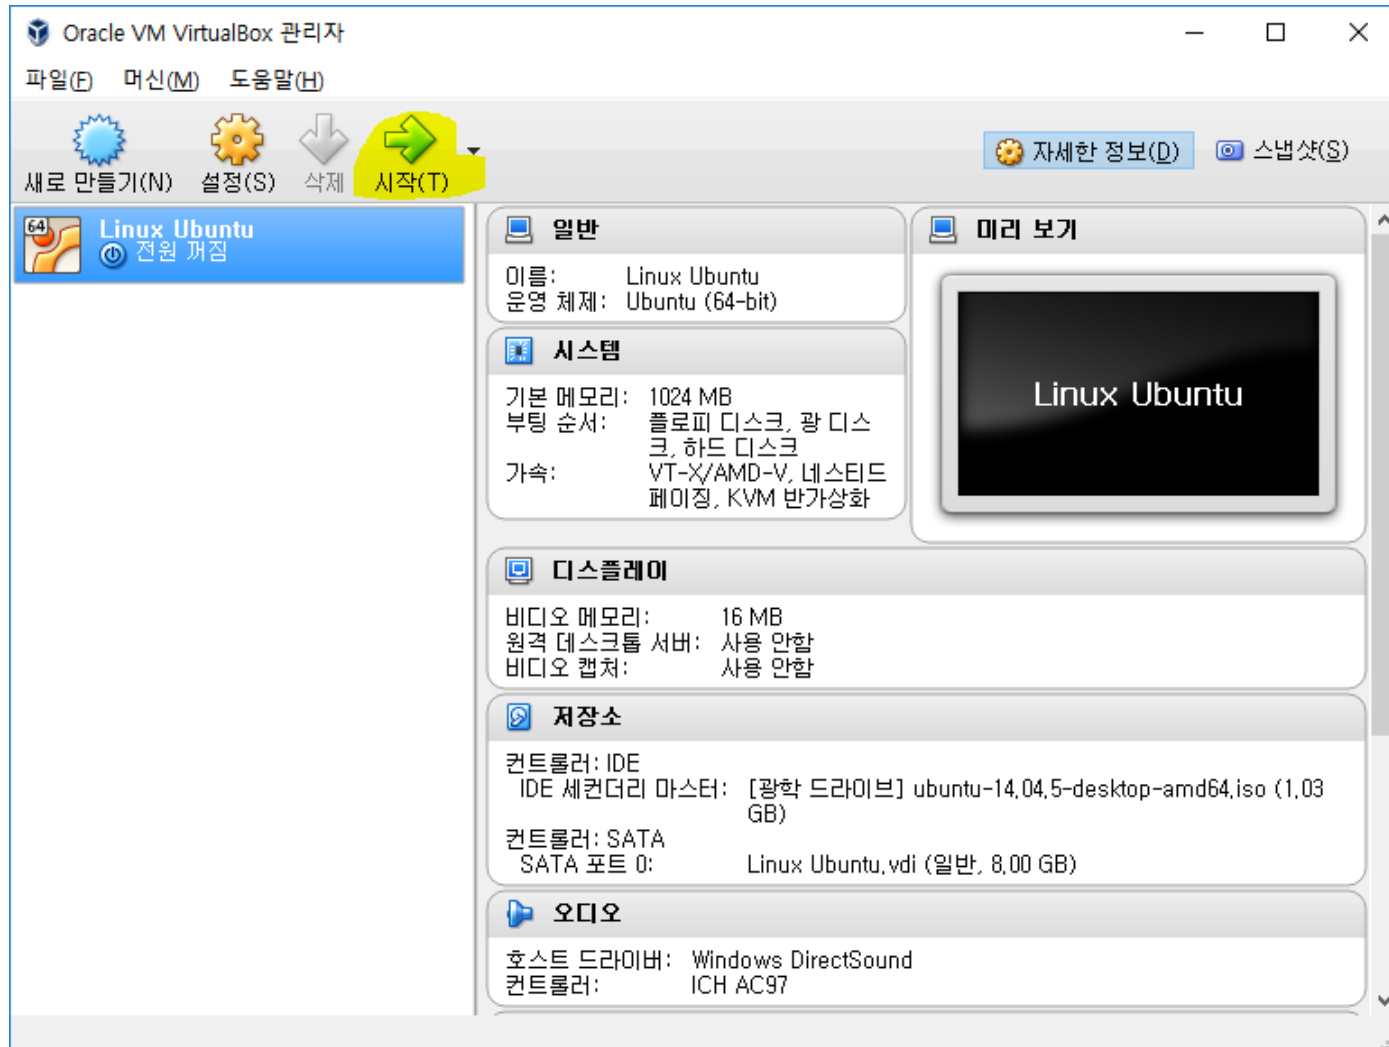 Oracle VM VirtualBox 관리자
파일(F) 머신(M) 도움말(H)
새로 만들기(N) 설정(S) 삭제 시작(T) 자세한 정보(D) 스냅샷(S)
64 Linux Ubuntu
전원 꺼짐
일반
이름: Linux Ubuntu
운영 체제: Ubuntu (64-bit)
미리 보기
Linux Ubuntu
시스템
기본 메모리: 1024 MB
부팅 순서: 플로피 디스크, 광 디스
크, 하드 디스크
가속: VT-X/AMD-V, 네스티드
페이징, KVM 반가상화
디스플레이
비디오 메모리: 16 MB
원격 데스크톱 서버: 사용 안함
비디오 캡처: 사용 안함
저장소
컨트롤러: IDE
IDE 세컨더리 마스터: [광학 드라이브] ubuntu-14.04.5-desktop-amd64.iso (1.03
GB)
컨트롤러: SATA
SATA 포트 0: Linux Ubuntu.vdi (일반, 8.00 GB)
오디오
호스트 드라이버: Windows DirectSound
컨트롤러: ICH AC97